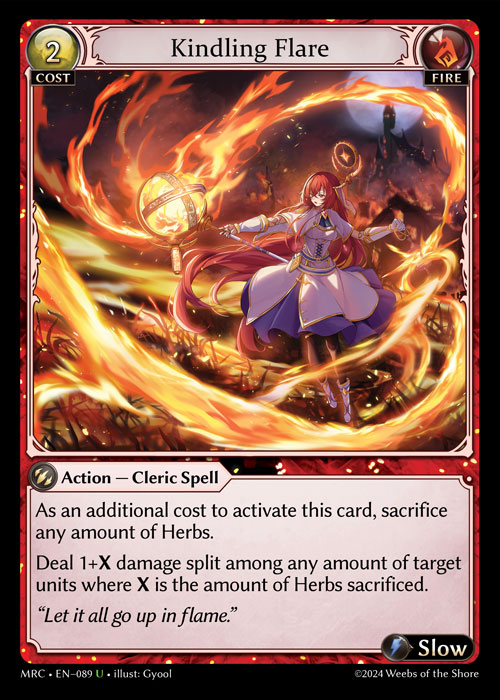 2
Kindling Flare
COST
FIRE
Action — Cleric Spell
As an additional cost to activate this card, sacrifice
any amount of Herbs.
Deal 1+X damage split among any amount of target
units where X is the amount of Herbs sacrificed.
“Let it all go up in flame.”
Slow
MRC • EN–089 U • illust: Gyool
©2024 Weebs of the Shore